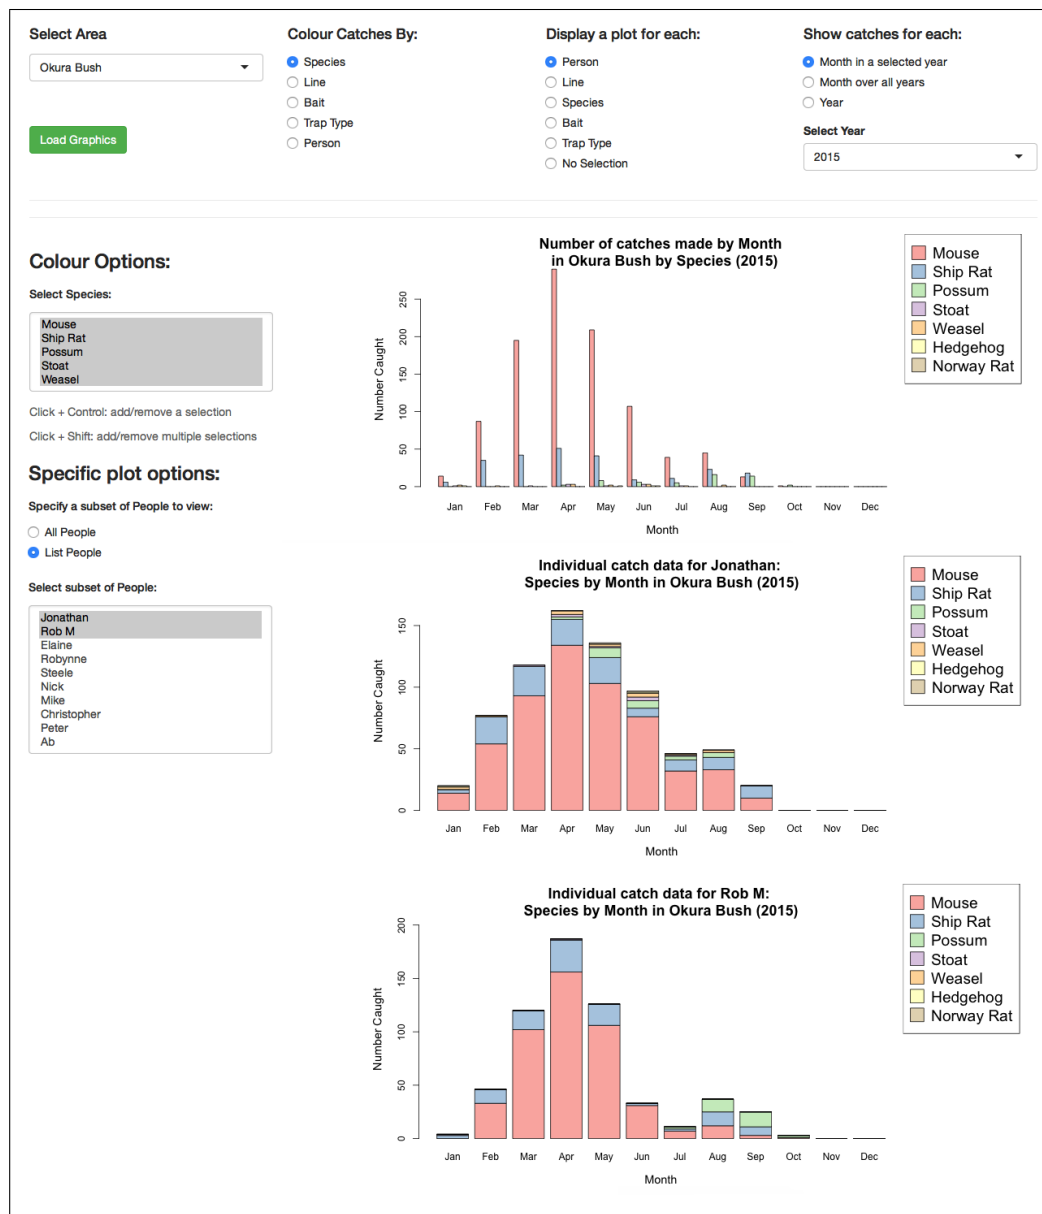 Select Area
Okura Bush
Load Graphics
Colour Catches By:
Species
Line
Bait
Trap Type
Person
Display a plot for each:
Person
Line
Species
Bait
Trap Type
No Selection
Show catches for each:
Month in a selected year
Month over all years
Year
Select Year
2015
Colour Options:
Select Species:
Mouse
Ship Rat
Possum
Stoat
Weasel
Click + Control: add/remove a selection
Click + Shift: add/remove multiple selections
Specific plot options:
Specify a subset of People to view:
All People
List People
Select subset of People:
Jonathan
Rob M
Elaine
Robynne
Steele
Nick
Mike
Christopher
Peter
Ab
Number of catches made by Month
in Okura Bush by Species (2015)
Number Caught
250
200
150
100
50
0
Jan Feb Mar Apr May Jun Jul Aug Sep Oct Nov Dec
Month
Mouse
Ship Rat
Possum
Stoat
Weasel
Hedgehog
Norway Rat
Individual catch data for Jonathan:
Species by Month in Okura Bush (2015)
Number Caught
150
100
50
0
Jan Feb Mar Apr May Jun Jul Aug Sep Oct Nov Dec
Month
Mouse
Ship Rat
Possum
Stoat
Weasel
Hedgehog
Norway Rat
Individual catch data for Rob M:
Species by Month in Okura Bush (2015)
Number Caught
200
150
100
50
0
Jan Feb Mar Apr May Jun Jul Aug Sep Oct Nov Dec
Month
Mouse
Ship Rat
Possum
Stoat
Weasel
Hedgehog
Norway Rat